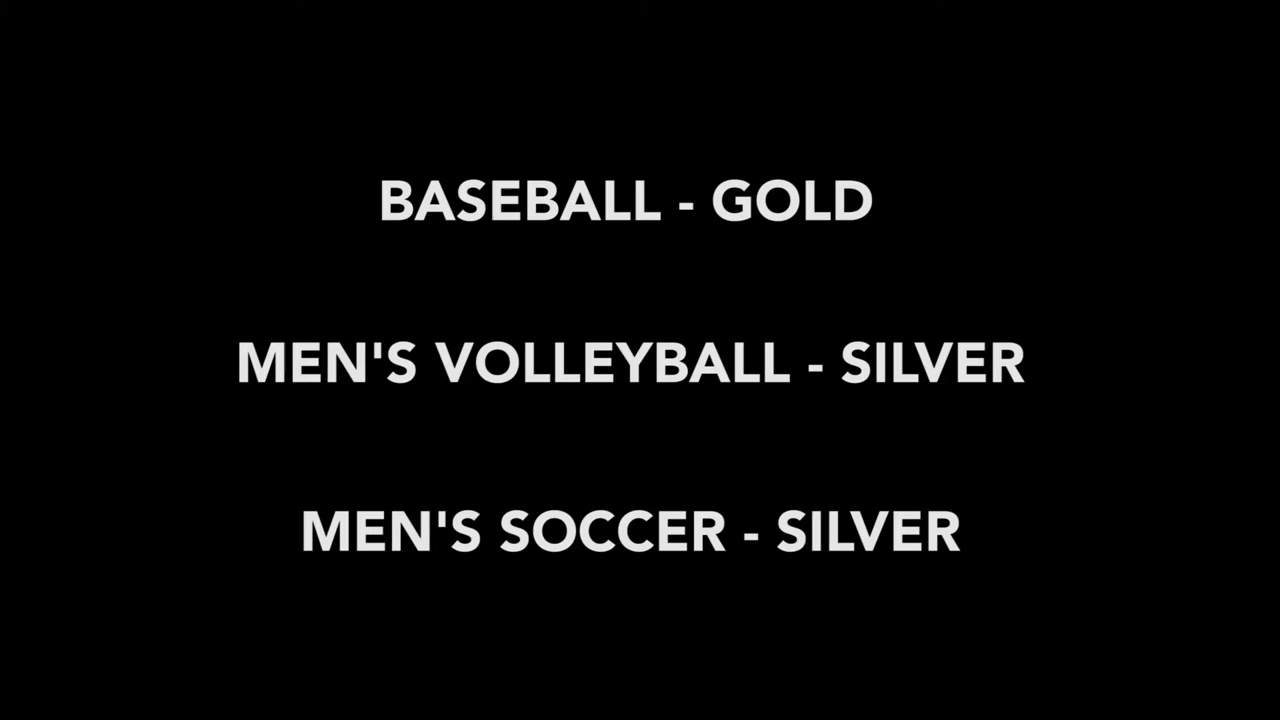 BASEBALL - GOLD
MEN'S VOLLEYBALL - SILVER
MEN'S SOCCER - SILVER